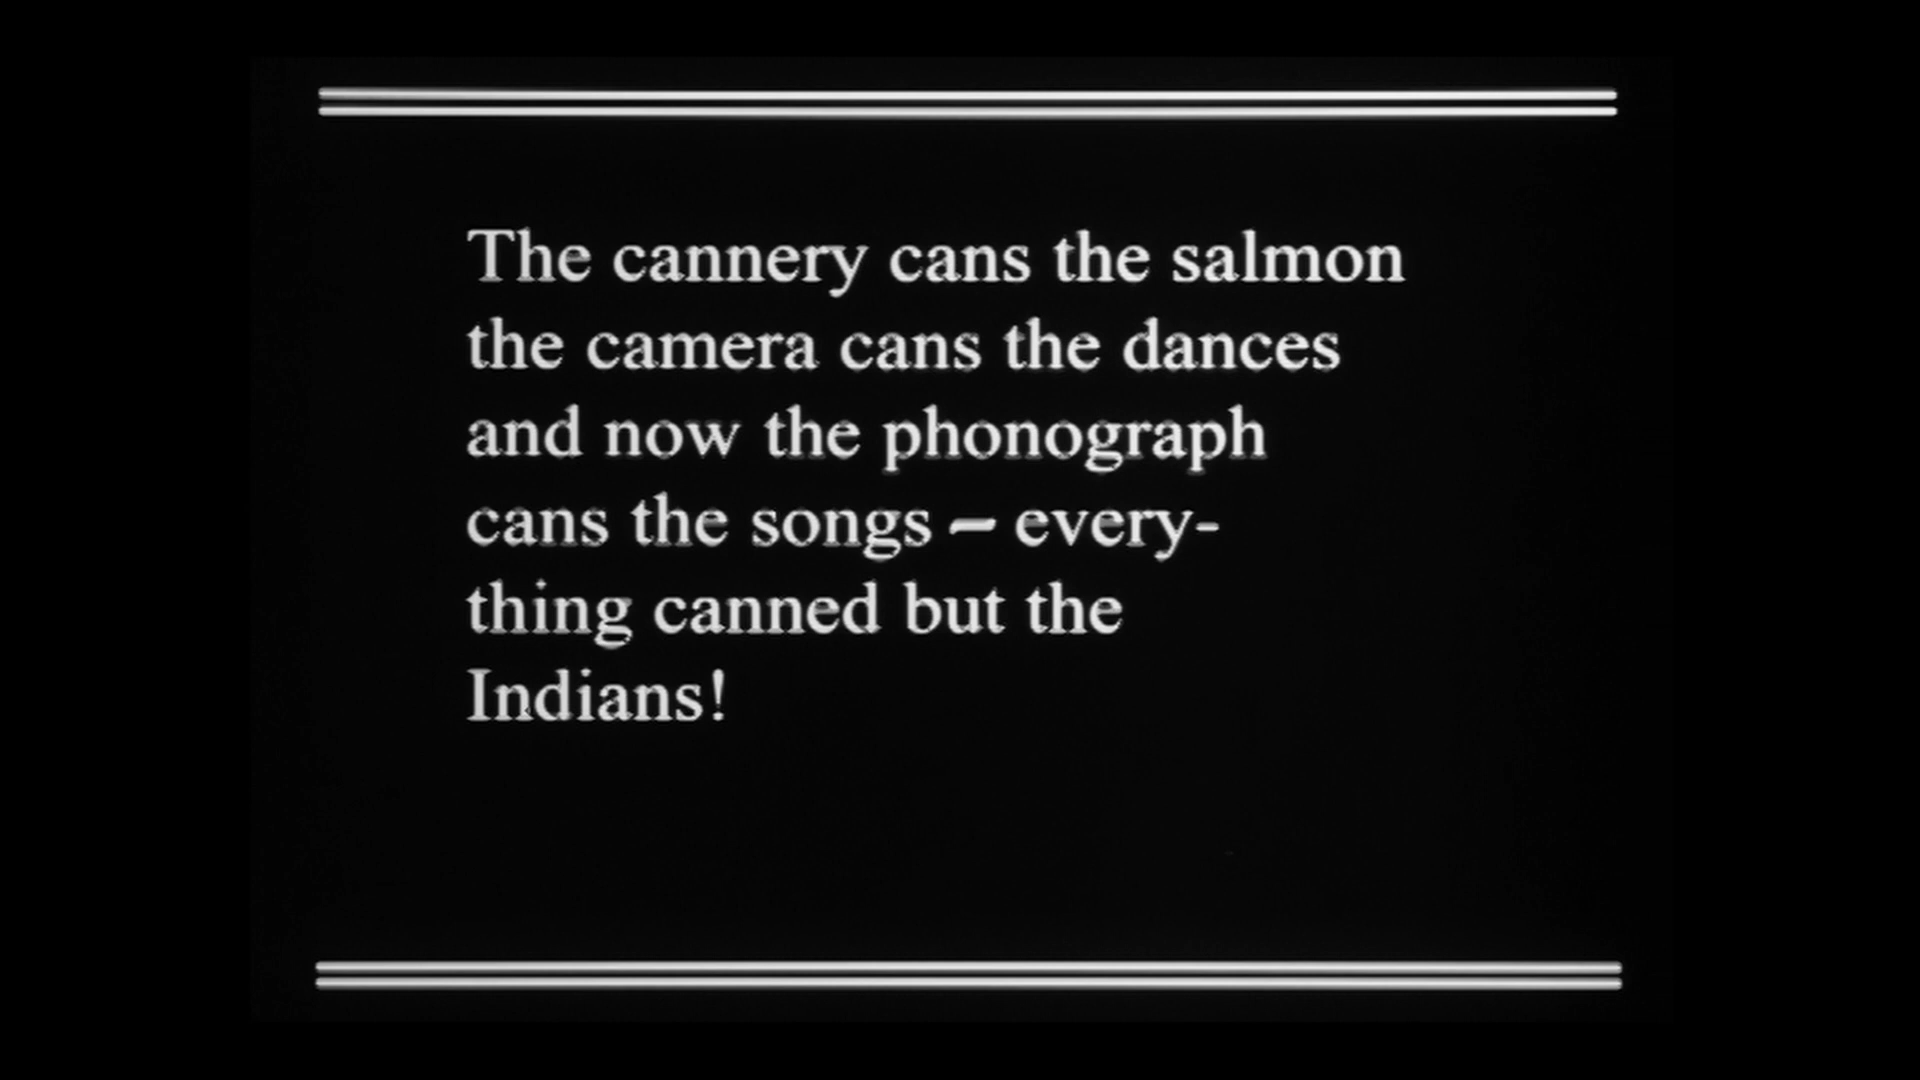 The cannery cans the salmon
the camera cans the dances
and now the phonograph
cans the songs – every-
thing canned but the
Indians!